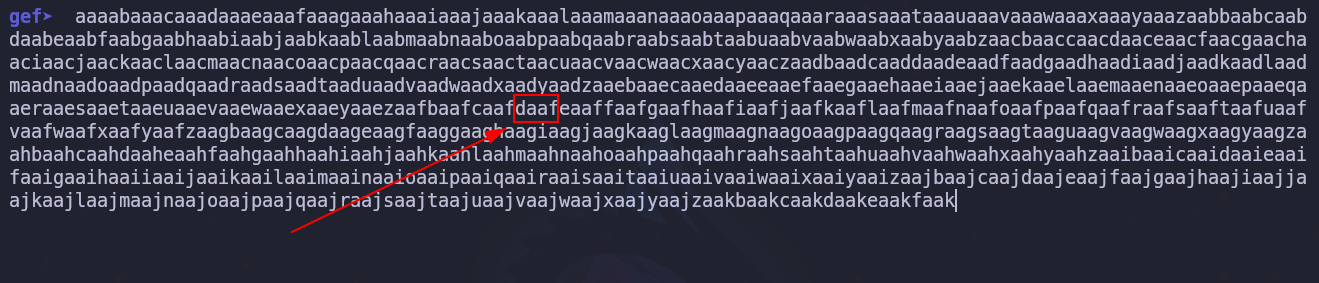 gef➤  aaaabaaacaaadaaaeaaafaaagaaahaaaiaaajaaakaaalaaamaaanaaaoaaapaaaqaaaraaasaaataaauaaavaaawaaaxaaayaaazaabbaabcaab
daabeaabfaabgaabhaabiaabjaabkaablaabmaabnaaboaabpaabqaabraabsaabtaabuaabvaabwaabxaabyaabzaacbaaccaacdaaceaacfaacgaacha
aciaacjaackaaclaacmaacnaacoaacpaacqaacraacsaactaacuaacvaacwaacxaacyaaczaadbaadcaaddaadeaadfaadgaadhaadiaadjaadkaadlaad
maadnaadoaadpaadqaadraadsaadtaaduaadvaadwaadxaadyaadzaaebaaecaaedaaeeaaefaaegaaehaaeiaaejaaekaaelaaemaaenaaeoaaepaaeqa
aeraaesaaetaaeuaaevaaewaaexaaeyaaezaafbaafcaafdaafeaaffaafgaafhaafiaafjaafkaaflaafmaafnaafoaafpaafqaafraafsaaftaafuaaf
vaafwaafxaafyaafzaagbaagcaagdaageaagfaaggaaghaagiaagjaagkaaglaagmaagnaagoaagpaagqaagraagsaagtaaguaagvaagwaagxaagyaagza
ahbaahcaahdaaheaahfaahgaahhaahiaahjaahkaahlaahmaahnaahoaahpaahqaahraahsaahtaahuaahvaahwaahxaahyaahzaaibaaicaaidaaieaai
faaigaaihaaiiaaijaaikaailaaimaainaaioaaipaaiqaairaaisaaitaaiuaaivaaiwaaixaaiyaaizaajbaajcaajdaajeaajfaajgaajhaajiaajja
ajkaajlaajmaajnaajoaajpaajqaajraajsaajtaajuaajvaajwaajxaajyaajzaakbaakcaakdaakeaakfaak